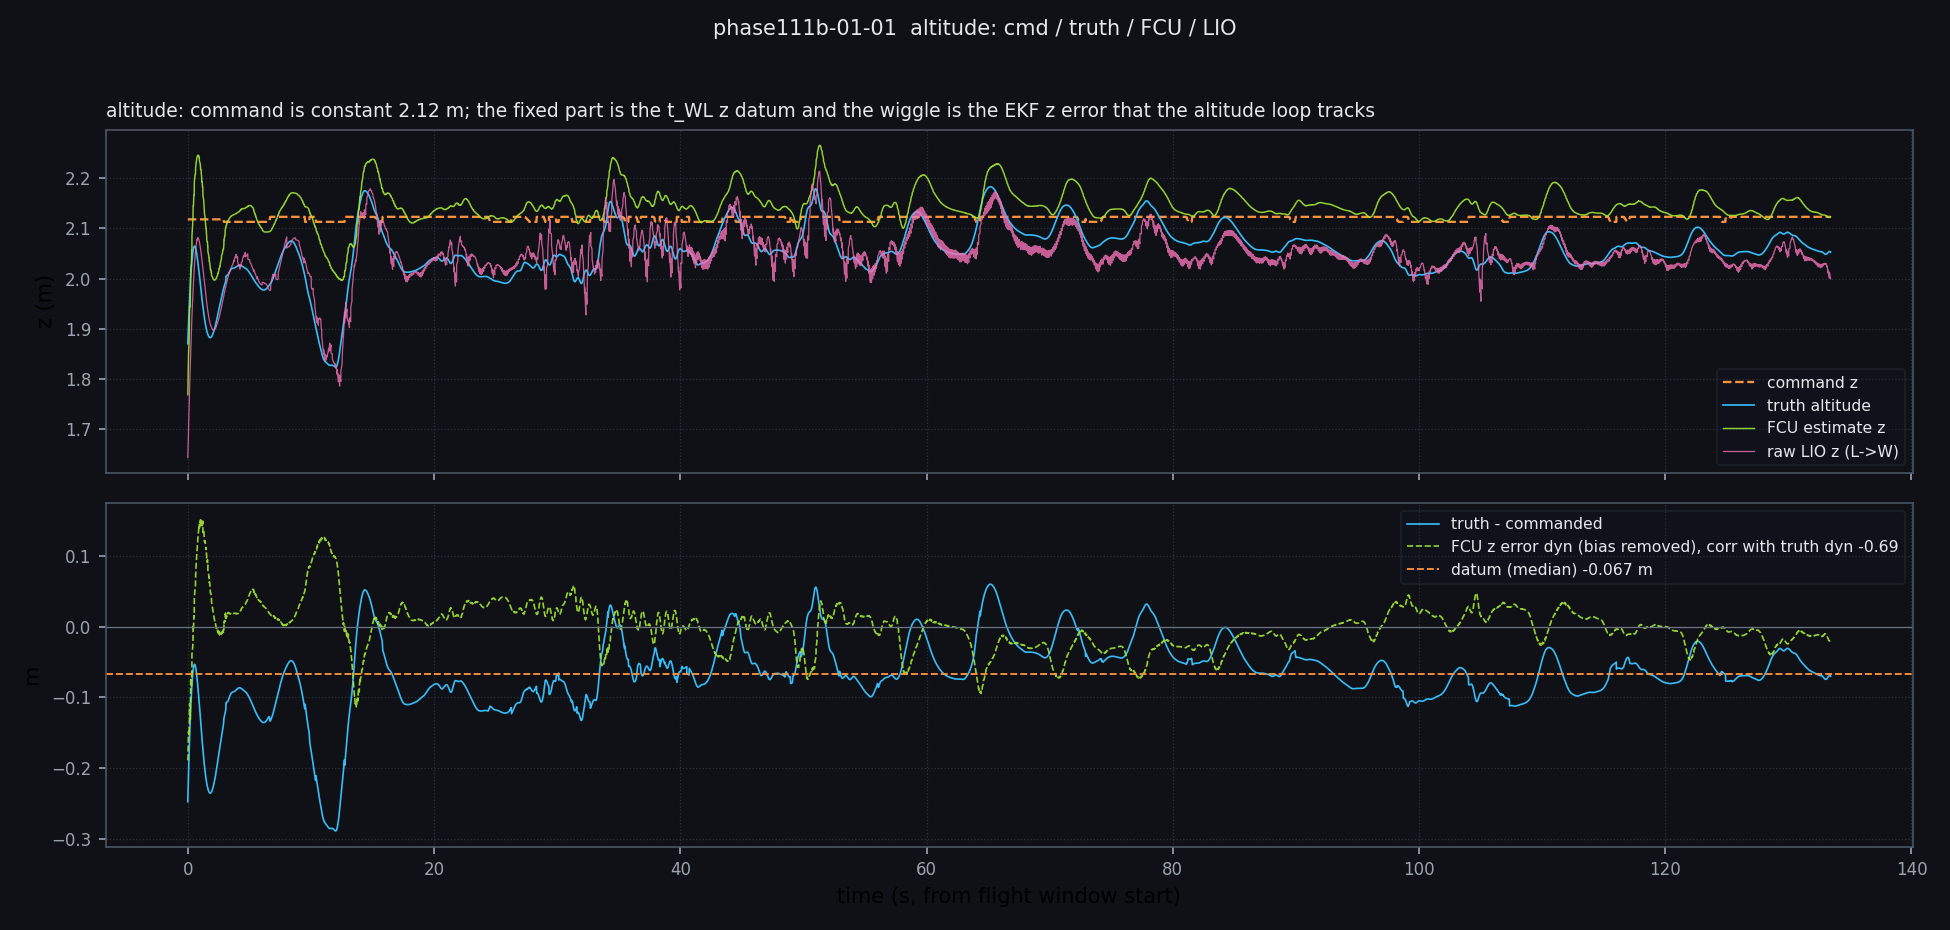 phase111b-01-01  altitude: cmd / truth / FCU / LIO
altitude: command is constant 2.12 m; the fixed part is the t_WL z datum and the wiggle is the EKF z error that the altitude loop tracks
z (m)
2.2
2.1
2.0
1.9
1.8
1.7
command z
truth altitude
FCU estimate z
raw LIO z (L->W)
m
0.1
0.0
−0.1
−0.2
−0.3
truth - commanded
FCU z error dyn (bias removed), corr with truth dyn -0.69
datum (median) -0.067 m
0 20 40 60 80 100 120 140
time (s, from flight window start)